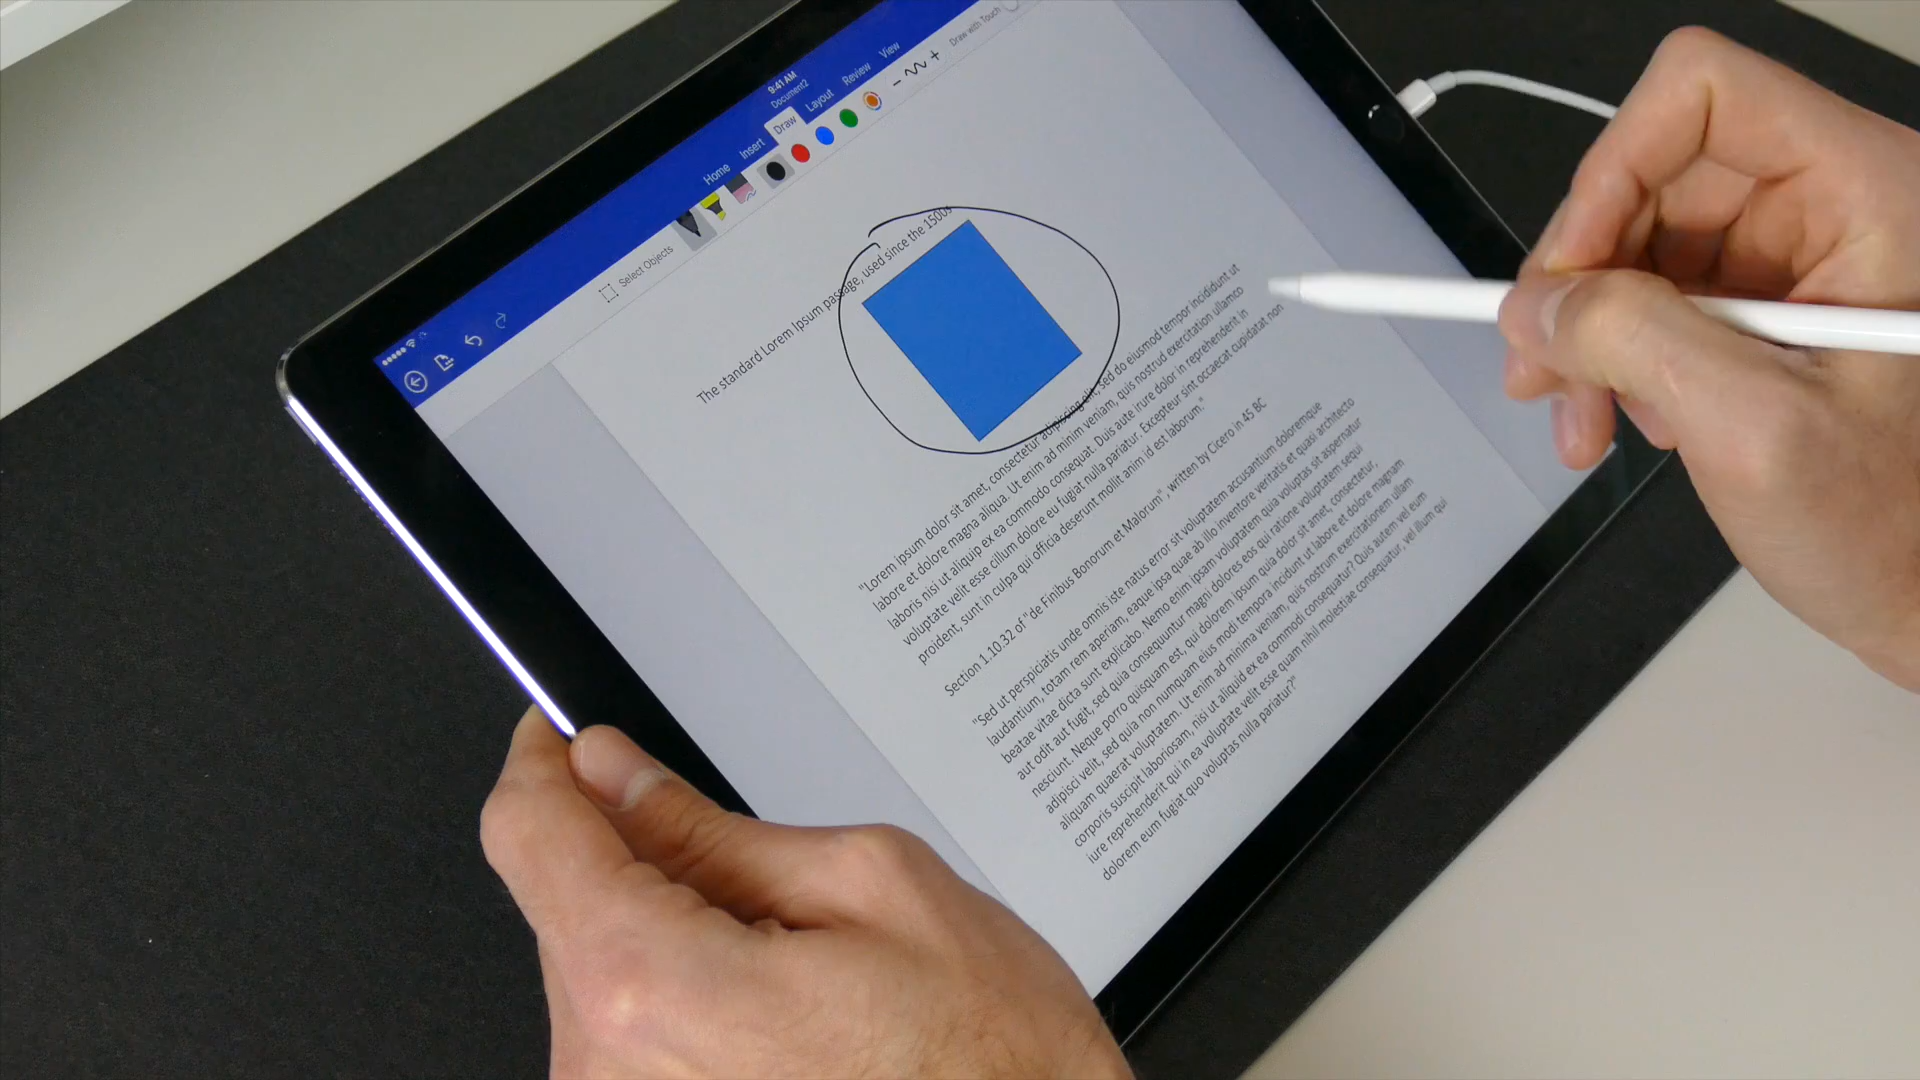 9:41 AM
Document2
Home
Insert
Draw
Layout
Review
View
Select Objects
Draw with Touch
The standard Lorem Ipsum passage, used since the 1500s
"Lorem ipsum dolor sit amet, consectetur adipiscing elit, sed do eiusmod tempor incididunt ut
labore et dolore magna aliqua. Ut enim ad minim veniam, quis nostrud exercitation ullamco
laboris nisi ut aliquip ex ea commodo consequat. Duis aute irure dolor in reprehenderit in
voluptate velit esse cillum dolore eu fugiat nulla pariatur. Excepteur sint occaecat cupidatat non
proident, sunt in culpa qui officia deserunt mollit anim id est laborum."
Section 1.10.32 of "de Finibus Bonorum et Malorum", written by Cicero in 45 BC
"Sed ut perspiciatis unde omnis iste natus error sit voluptatem accusantium doloremque
laudantium, totam rem aperiam, eaque ipsa quae ab illo inventore veritatis et quasi architecto
beatae vitae dicta sunt explicabo. Nemo enim ipsam voluptatem quia voluptas sit aspernatur
aut odit aut fugit, sed quia consequuntur magni dolores eos qui ratione voluptatem sequi
nesciunt. Neque porro quisquam est, qui dolorem ipsum quia dolor sit amet, consectetur,
adipisci velit, sed quia non numquam eius modi tempora incidunt ut labore et dolore magnam
aliquam quaerat voluptatem. Ut enim ad minima veniam, quis nostrum exercitationem ullam
corporis suscipit laboriosam, nisi ut aliquid ex ea commodi consequatur? Quis autem vel eum
iure reprehenderit qui in ea voluptate velit esse quam nihil molestiae consequatur, vel illum qui
dolorem eum fugiat quo voluptas nulla pariatur?"